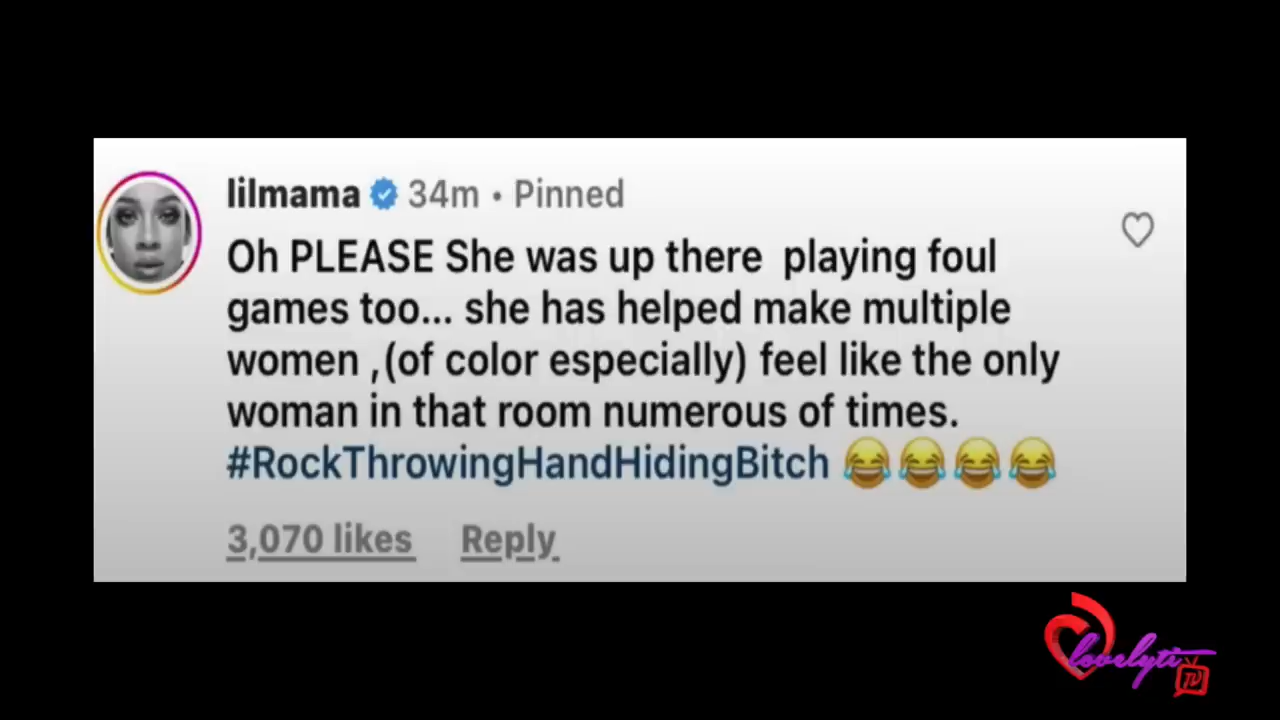 lilmama 34m • Pinned
Oh PLEASE She was up there playing foul
games too... she has helped make multiple
women ,(of color especially) feel like the only
woman in that room numerous of times.
#RockThrowingHandHidingBitch 😂😂😂😂
3,070 likes Reply
lovelyti
TV